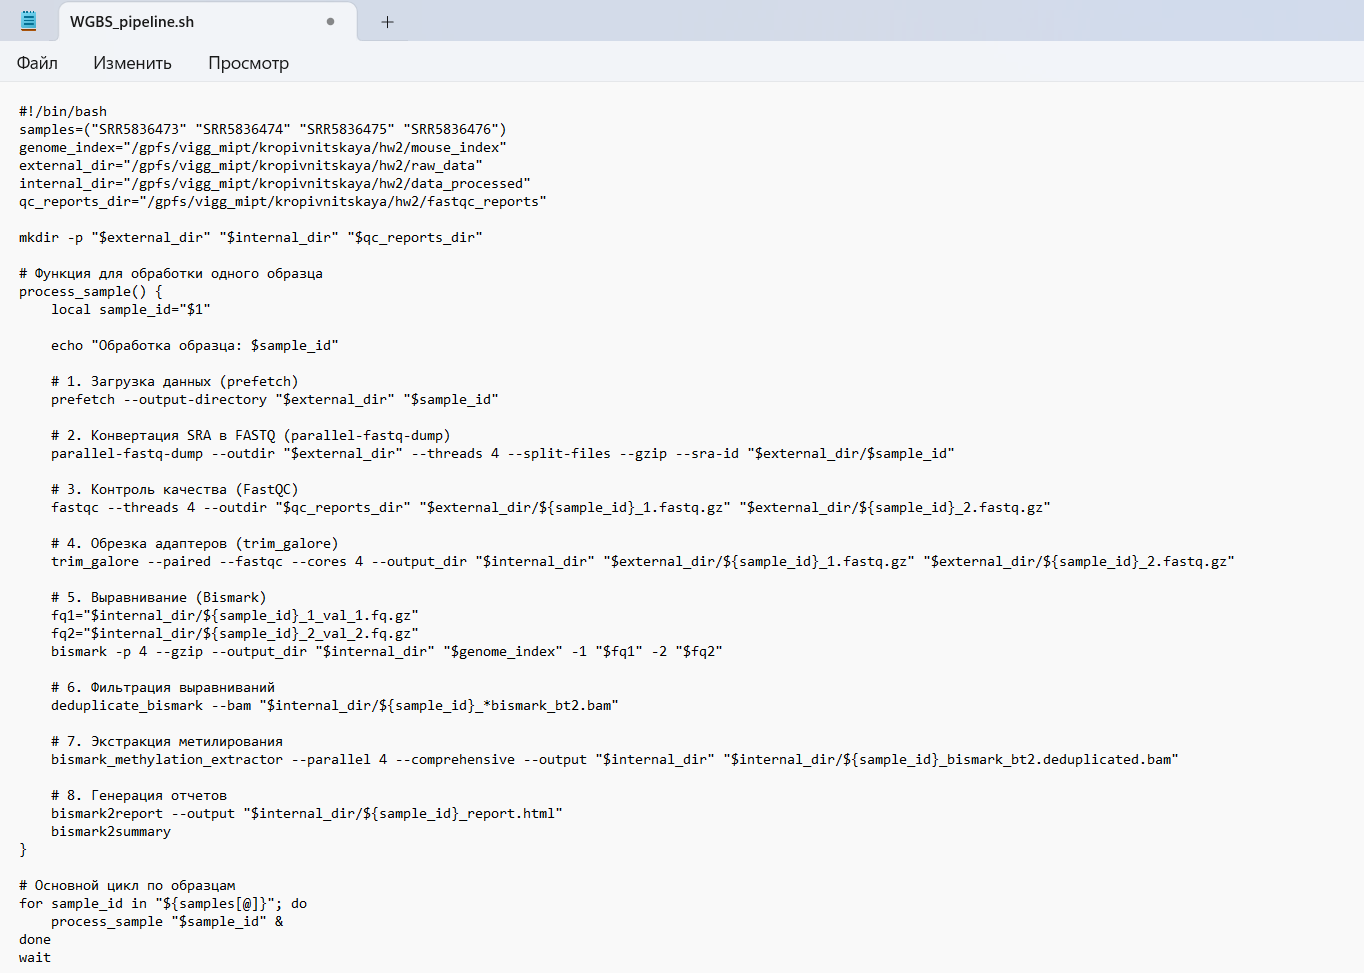 WGBS_pipeline.sh
Файл Изменить Просмотр
#!/bin/bash
samples=("SRR5836473" "SRR5836474" "SRR5836475" "SRR5836476")
genome_index="/gpfs/vigg_mipt/kropivnitskaya/hw2/mouse_index"
external_dir="/gpfs/vigg_mipt/kropivnitskaya/hw2/raw_data"
internal_dir="/gpfs/vigg_mipt/kropivnitskaya/hw2/data_processed"
qc_reports_dir="/gpfs/vigg_mipt/kropivnitskaya/hw2/fastqc_reports"
mkdir -p "$external_dir" "$internal_dir" "$qc_reports_dir"
# Функция для обработки одного образца
process_sample() {
    local sample_id="$1"
    echo "Обработка образца: $sample_id"
    # 1. Загрузка данных (prefetch)
    prefetch --output-directory "$external_dir" "$sample_id"
    # 2. Конвертация SRA в FASTQ (parallel-fastq-dump)
    parallel-fastq-dump --outdir "$external_dir" --threads 4 --split-files --gzip --sra-id "$external_dir/$sample_id"
    # 3. Контроль качества (FastQC)
    fastqc --threads 4 --outdir "$qc_reports_dir" "$external_dir/${sample_id}_1.fastq.gz" "$external_dir/${sample_id}_2.fastq.gz"
    # 4. Обрезка адаптеров (trim_galore)
    trim_galore --paired --fastqc --cores 4 --output_dir "$internal_dir" "$external_dir/${sample_id}_1.fastq.gz" "$external_dir/${sample_id}_2.fastq.gz"
    # 5. Выравнивание (Bismark)
    fq1="$internal_dir/${sample_id}_1_val_1.fq.gz"
    fq2="$internal_dir/${sample_id}_2_val_2.fq.gz"
    bismark -p 4 --gzip --output_dir "$internal_dir" "$genome_index" -1 "$fq1" -2 "$fq2"
    # 6. Фильтрация выравниваний
    deduplicate_bismark --bam "$internal_dir/${sample_id}_*bismark_bt2.bam"
    # 7. Экстракция метилирования
    bismark_methylation_extractor --parallel 4 --comprehensive --output "$internal_dir" "$internal_dir/${sample_id}_bismark_bt2.deduplicated.bam"
    # 8. Генерация отчетов
    bismark2report --output "$internal_dir/${sample_id}_report.html"
    bismark2summary
}
# Основной цикл по образцам
for sample_id in "${samples[@]}"; do
    process_sample "$sample_id" &
done
wait